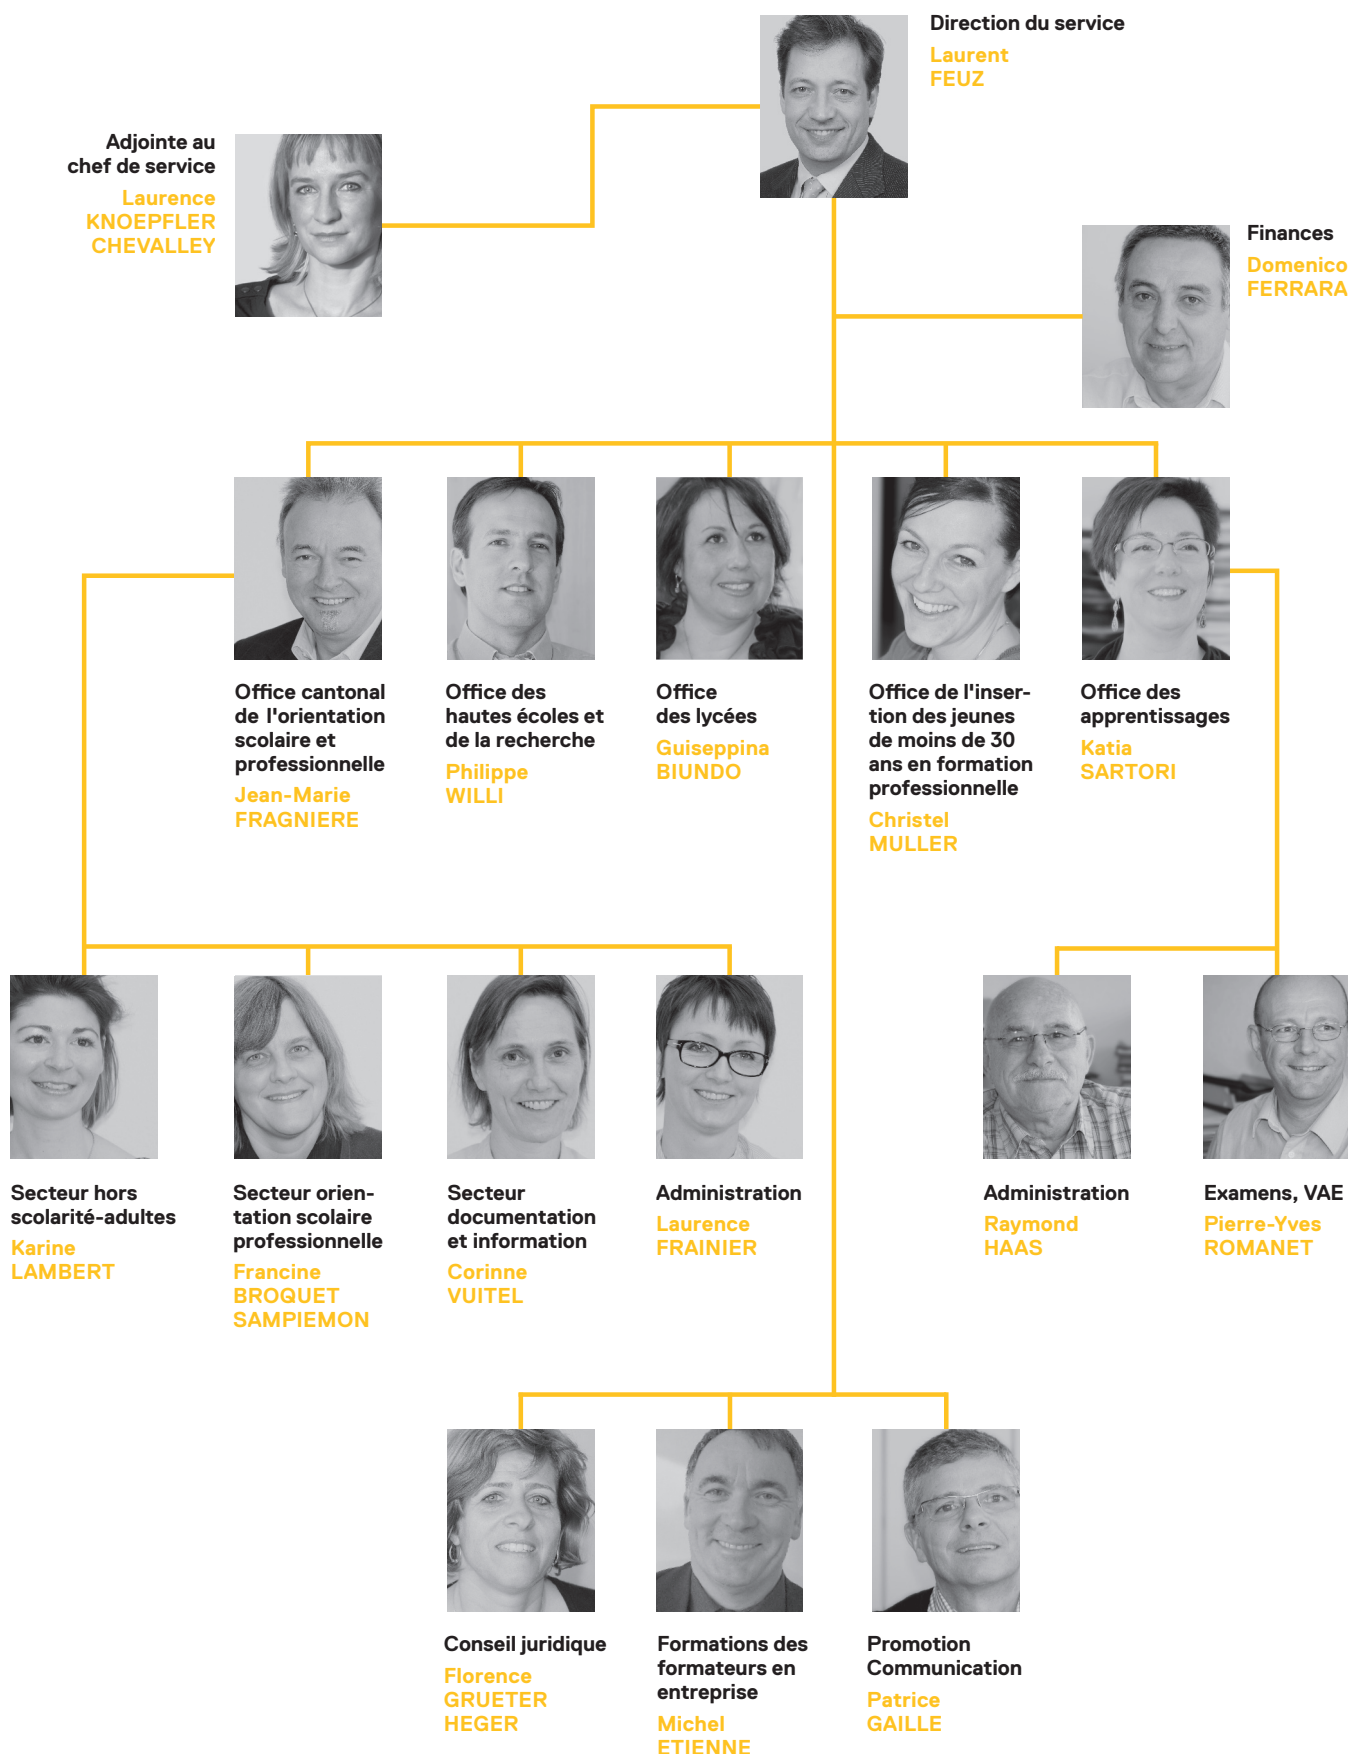 Direction du service
Laurent
FEUZ
Adjointe au
chef de service
Laurence
KNOEPFLER
CHEVALLEY
Finances
Domenico
FERRARA
Office cantonal
de l'orientation
scolaire et
professionnelle
Jean-Marie
FRAGNIERE
Office des
hautes écoles et
de la recherche
Philippe
WILLI
Office
des lycées
Guiseppina
BIUNDO
Office de l'inser-
tion des jeunes
de moins de 30
ans en formation
professionnelle
Christel
MULLER
Office des
apprentissages
Katia
SARTORI
Secteur hors
scolarité-adultes
Karine
LAMBERT
Secteur orien-
tation scolaire
professionnelle
Francine
BROQUET
SAMPIEMON
Secteur
documentation
et information
Corinne
VUITEL
Administration
Laurence
FRAINIER
Administration
Raymond
HAAS
Examens, VAE
Pierre-Yves
ROMANET
Conseil juridique
Florence
GRUETER
HEGER
Formations des
formateurs en
entreprise
Michel
ETIENNE
Promotion
Communication
Patrice
GAILLE